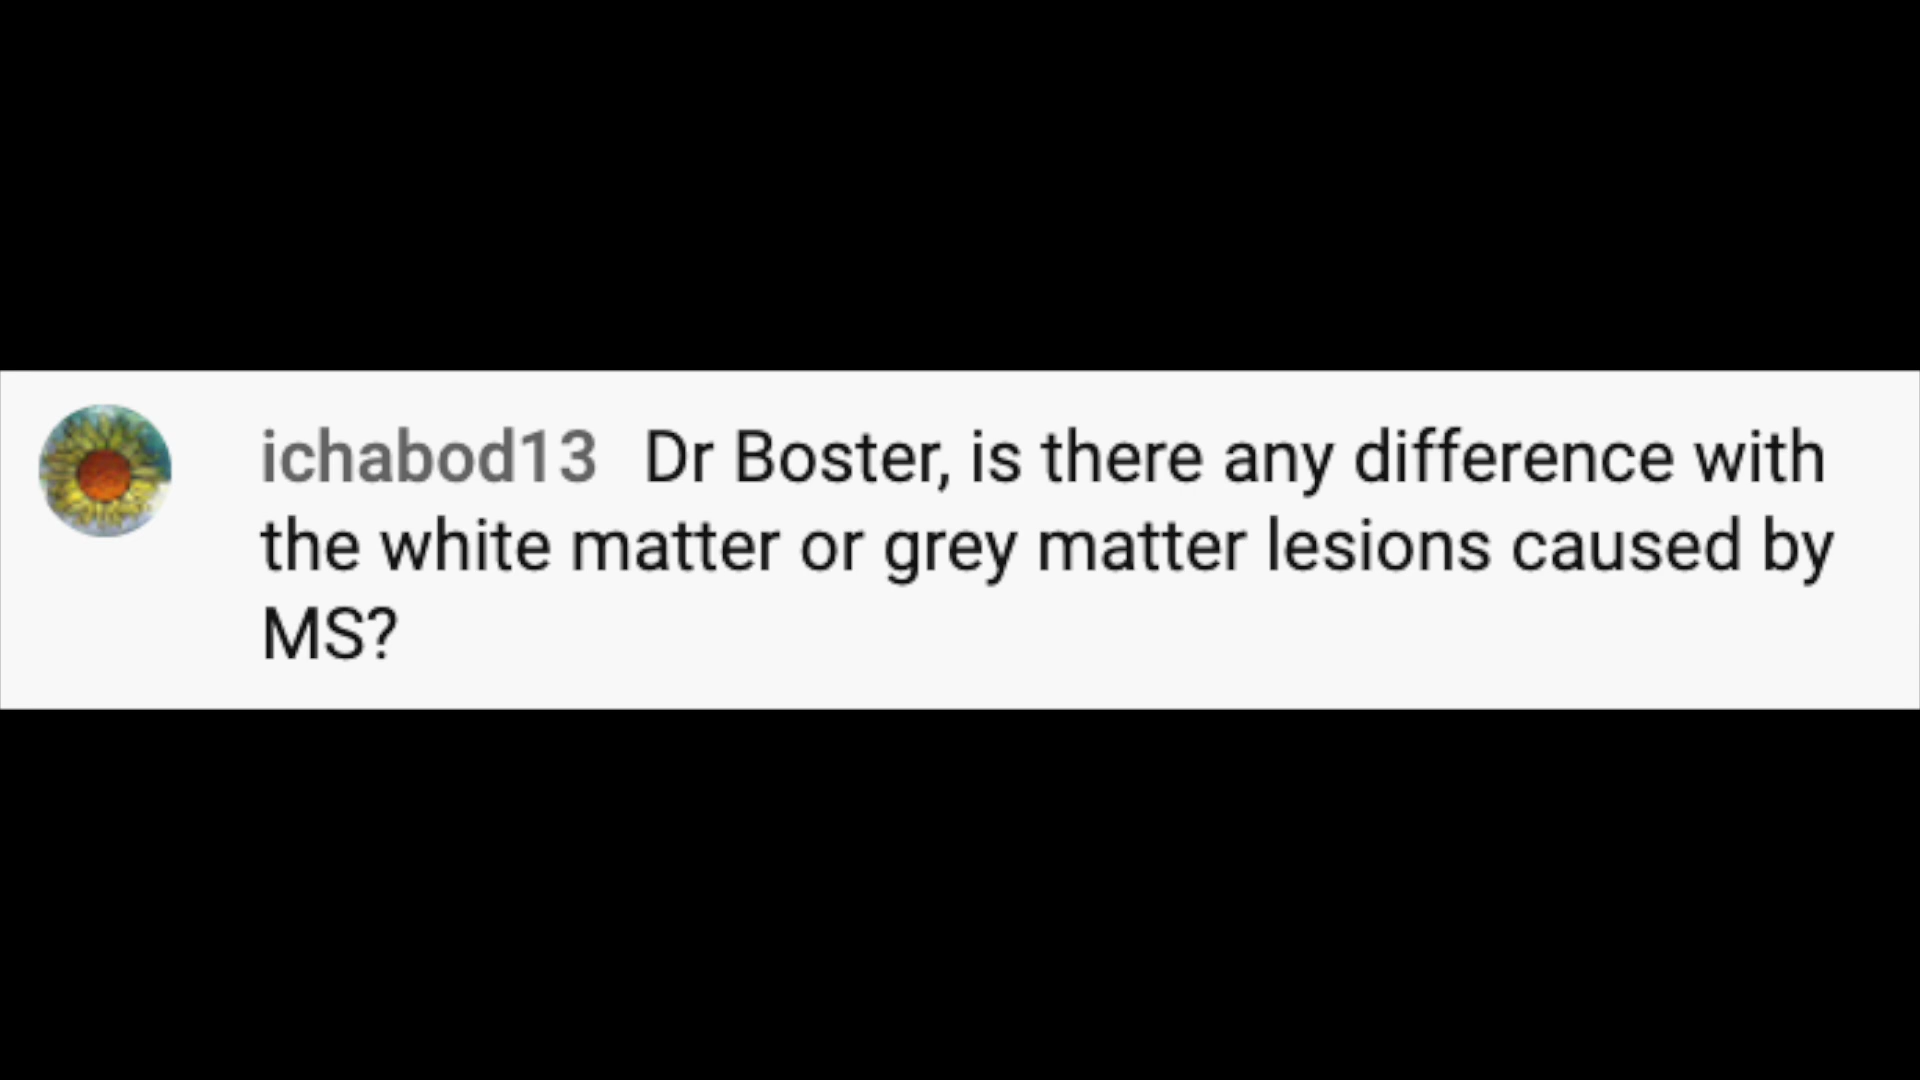 ichabod13 Dr Boster, is there any difference with
the white matter or grey matter lesions caused by
MS?